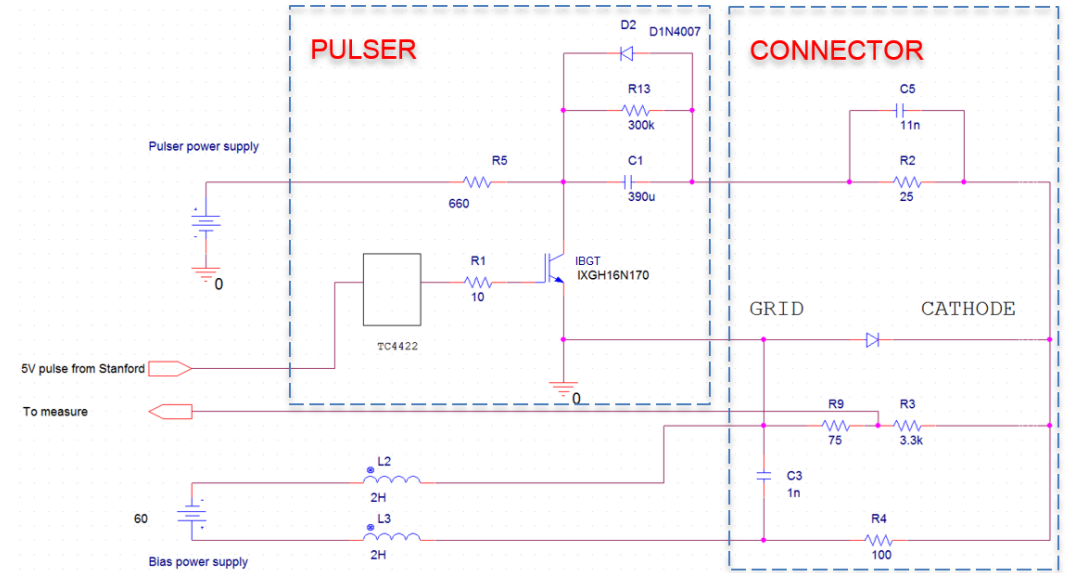 PULSER
D2
D1N4007
CONNECTOR
R13
300k
C5
11n
Pulser power supply
R5
660
C1
390u
R2
25
+
-
0
R1
10
IBGT
IXGH16N170
TC4422
GRID
CATHODE
5V pulse from Stanford
0
To measure
R9
75
R3
3.3k
L2
2H
C3
1n
60
-
+
L3
2H
R4
100
Bias power supply